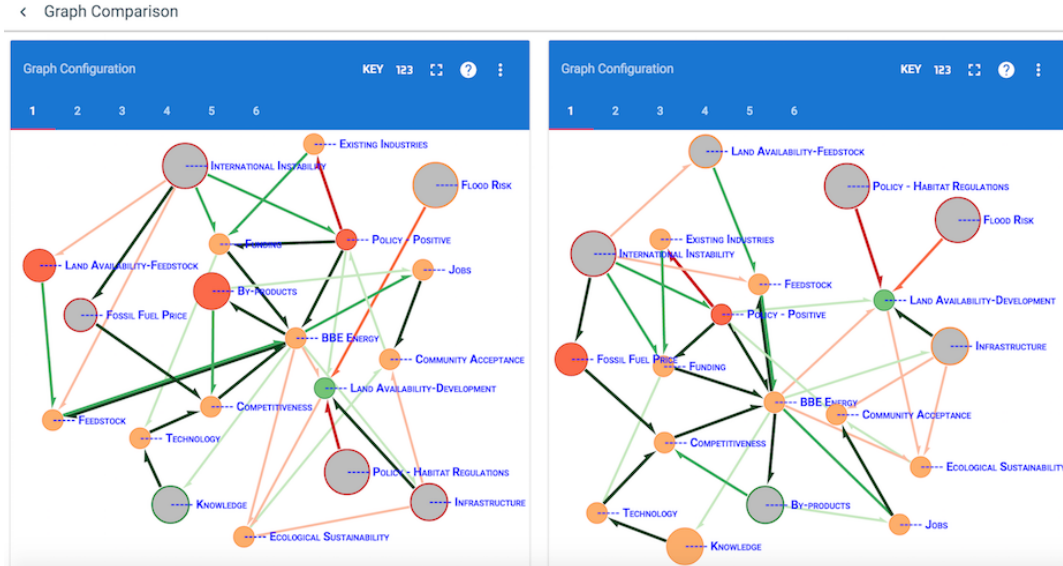 Graph Comparison
Graph Configuration
KEY 123
1 2 3 4 5 6
Existing Industries
International Instability
Flood Risk
Funding
Policy - Positive
Land Availability-Feedstock
Jobs
By-products
Fossil Fuel Price
BBE Energy
Community Acceptance
Land Availability-Development
Competitiveness
Feedstock
Technology
Policy - Habitat Regulations
Knowledge
Infrastructure
Ecological Sustainability
Graph Configuration
KEY 123
1 2 3 4 5 6
Land Availability-Feedstock
Policy - Habitat Regulations
Flood Risk
Existing Industries
International Instability
Feedstock
Land Availability-Development
Policy - Positive
Infrastructure
Fossil Fuel Price
Funding
BBE Energy
Community Acceptance
Competitiveness
Ecological Sustainability
By-products
Technology
Jobs
Knowledge